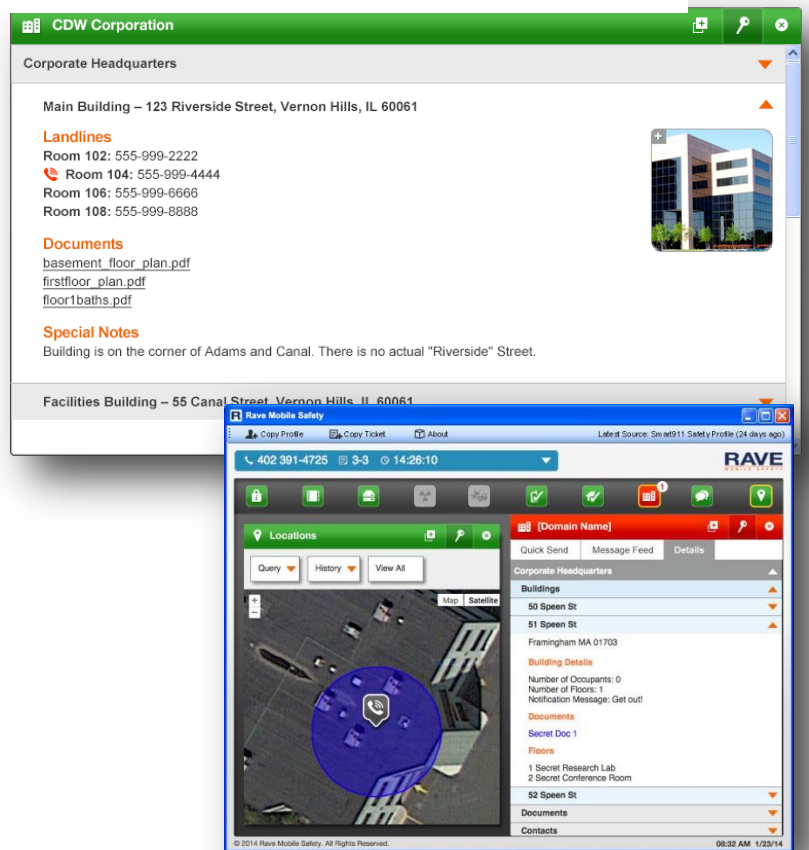 CDW Corporation
Corporate Headquarters
Main Building – 123 Riverside Street, Vernon Hills, IL 60061
Landlines
Room 102: 555-999-2222
Room 104: 555-999-4444
Room 106: 555-999-6666
Room 108: 555-999-8888
Documents
basement_floor_plan.pdf
firstfloor_plan.pdf
floor1baths.pdf
Special Notes
Building is on the corner of Adams and Canal. There is no actual "Riverside" Street.
Facilities Building – 55 Canal Street, Vernon Hills, IL 60061
R Rave Mobile Safety
Copy Profile Copy Ticket About Latest Source: Smart911 Safety Profile (24 days ago)
402 391-4725 3-3 14:26:10
RAVE
MOBILE SAFETY
1
Locations
Query History View All
Map Satellite
[Domain Name]
Quick Send Message Feed Details
Corporate Headquarters
Buildings
50 Speen St
51 Speen St
Framingham MA 01703
Building Details
Number of Occupants: 0
Number of Floors: 1
Notification Message: Get out!
Documents
Secret Doc 1
Floors
1 Secret Research Lab
2 Secret Conference Room
52 Speen St
Documents
Contacts
© 2014 Rave Mobile Safety. All Rights Reserved. 08:32 AM 1/23/14